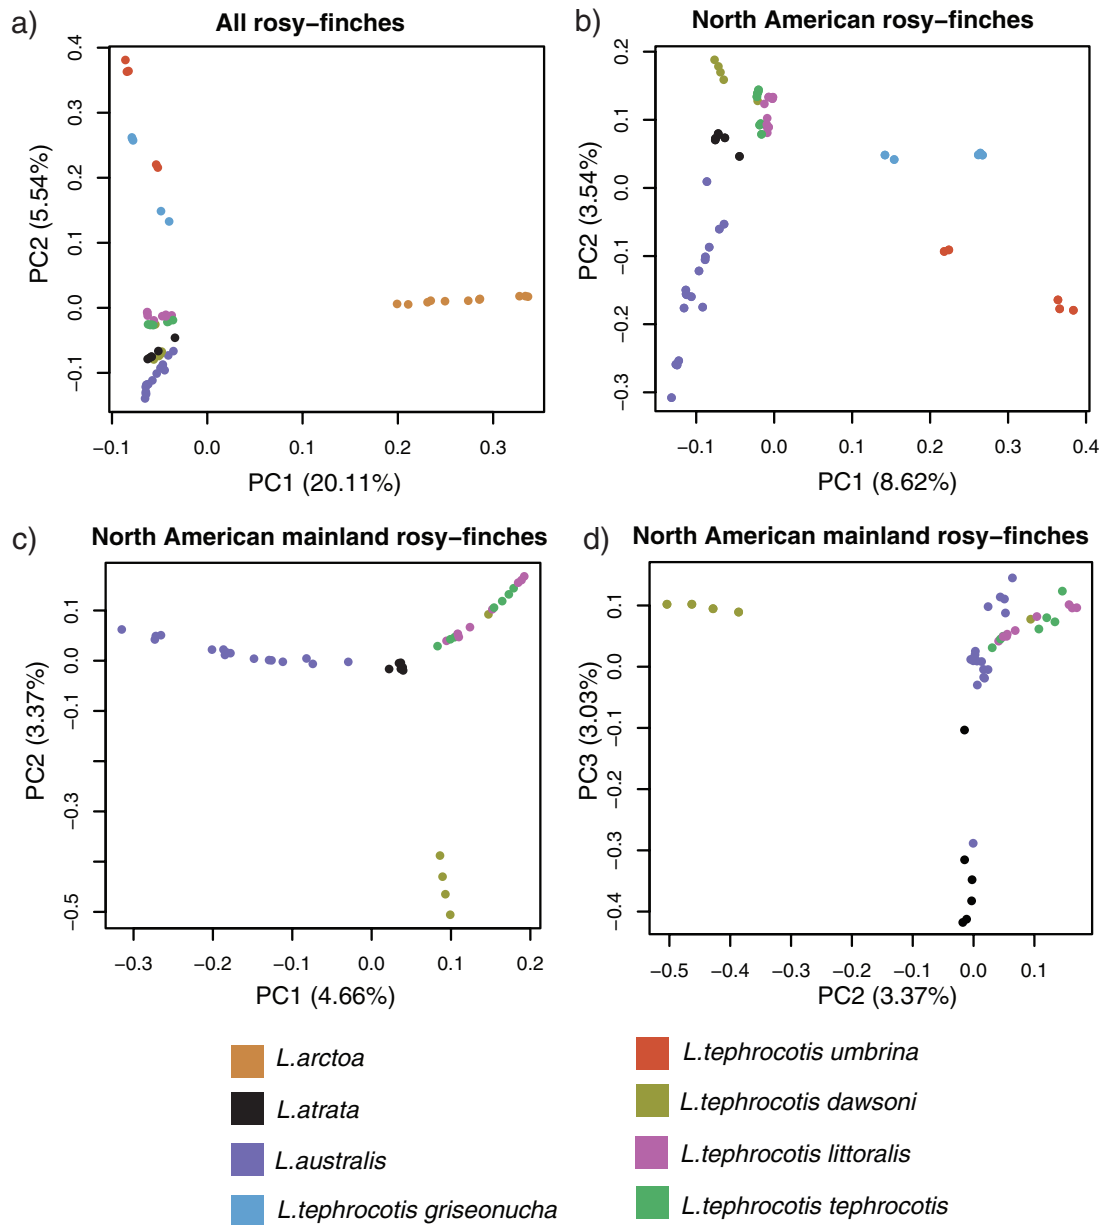 a)
All rosy–finches
0.4
0.3
0.2
0.1
0.0
−0.1
PC2 (5.54%)
−0.1 0.0 0.1 0.2 0.3
PC1 (20.11%)
b)
North American rosy–finches
0.2
0.1
0.0
−0.1
−0.2
−0.3
PC2 (3.54%)
−0.1 0.0 0.1 0.2 0.3 0.4
PC1 (8.62%)
c)
North American mainland rosy–finches
0.1
0.0
−0.1
−0.3
−0.5
PC2 (3.37%)
−0.3 −0.2 −0.1 0.0 0.1 0.2
PC1 (4.66%)
d)
North American mainland rosy–finches
0.1
0.0
−0.1
−0.2
−0.3
−0.4
PC3 (3.03%)
−0.5 −0.4 −0.3 −0.2 −0.1 0.0 0.1
PC2 (3.37%)
L.arctoa
L.atrata
L.australis
L.tephrocotis griseonucha
L.tephrocotis umbrina
L.tephrocotis dawsoni
L.tephrocotis littoralis
L.tephrocotis tephrocotis